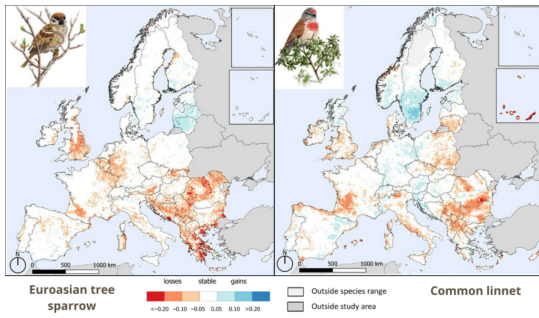 N
0 500 1000 km
N
0 500 1000 km
Euroasian tree
sparrow
losses stable gains
<-0.20 -0.10 -0.05 0.05 0.10 >0.20
Outside species range
Outside study area
Common linnet